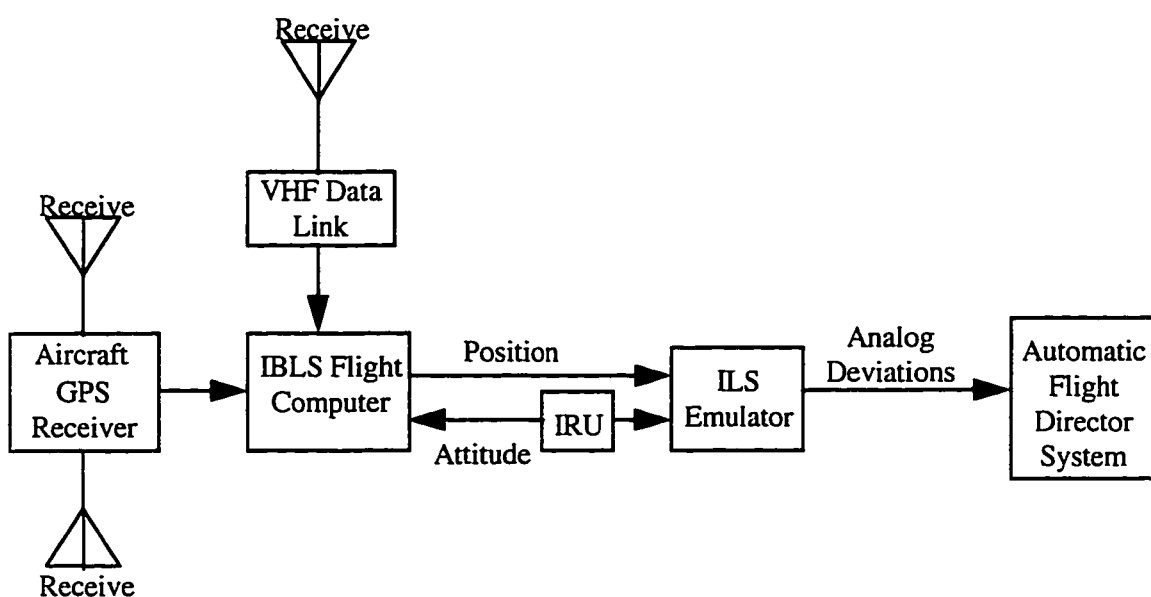 Receive
Receive
VHF Data
Link
Receive
Aircraft
GPS
Receiver
IBLS Flight
Computer
Position
Attitude
IRU
ILS
Emulator
Analog
Deviations
Automatic
Flight
Director
System
Receive